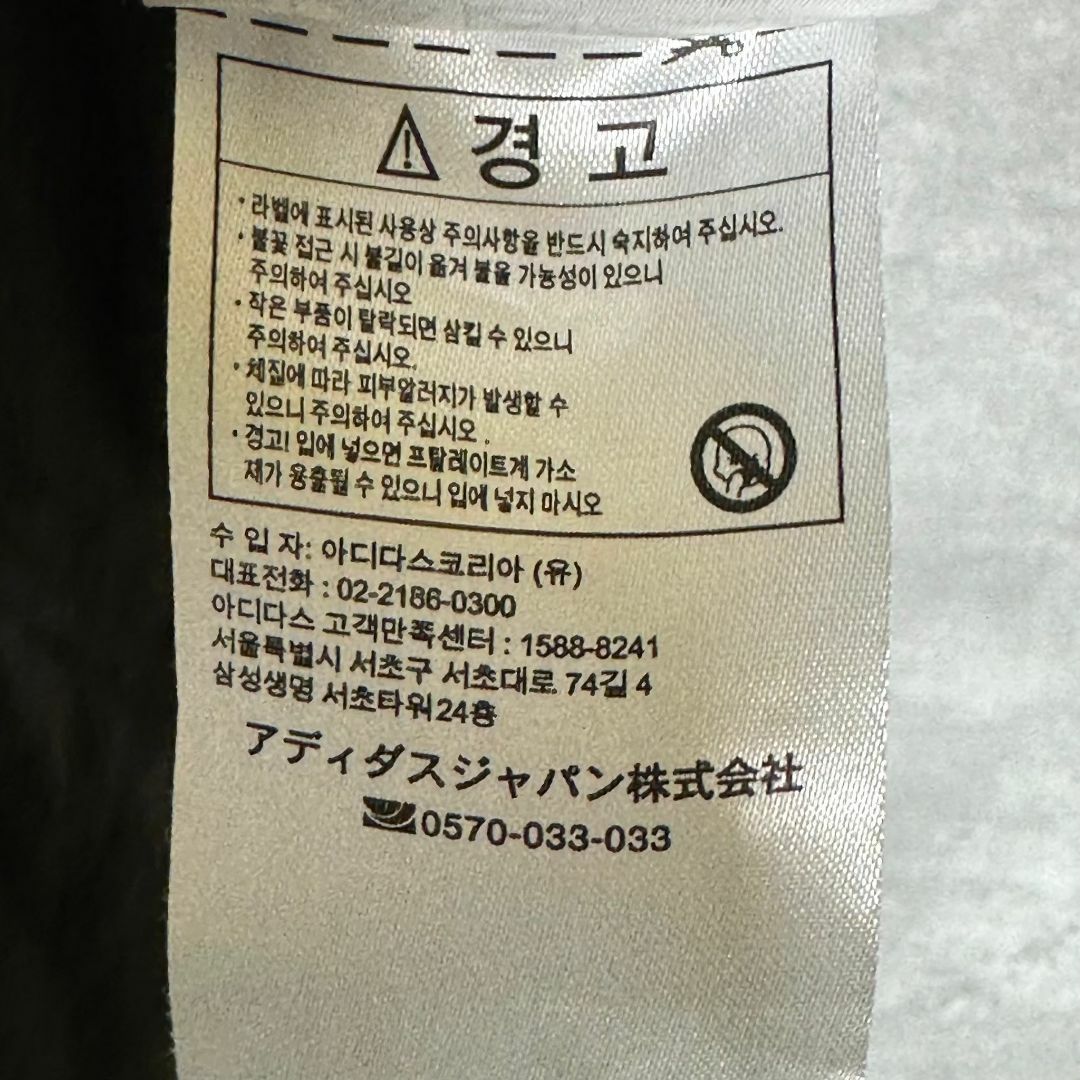 경 고
• 라벨에 표시된 사용상 주의사항을 반드시 숙지하여 주십시오.
• 불꽃 접근 시 불길이 옮겨 붙을 가능성이 있으니
주의하여 주십시오
• 작은 부품이 탈락되면 삼킬 수 있으니
주의하여 주십시오.
• 체질에 따라 피부알러지가 발생할 수
있으니 주의하여 주십시오.
• 경고! 입에 넣으면 프탈레이트계 가소
제가 용출될 수 있으니 입에 넣지 마시오
수 입 자: 아디다스코리아 (유)
대표전화 : 02-2186-0300
아디다스 고객만족센터 : 1588-8241
서울특별시 서초구 서초대로 74길 4
삼성생명 서초타워24층
アディダスジャパン株式会社
0570-033-033